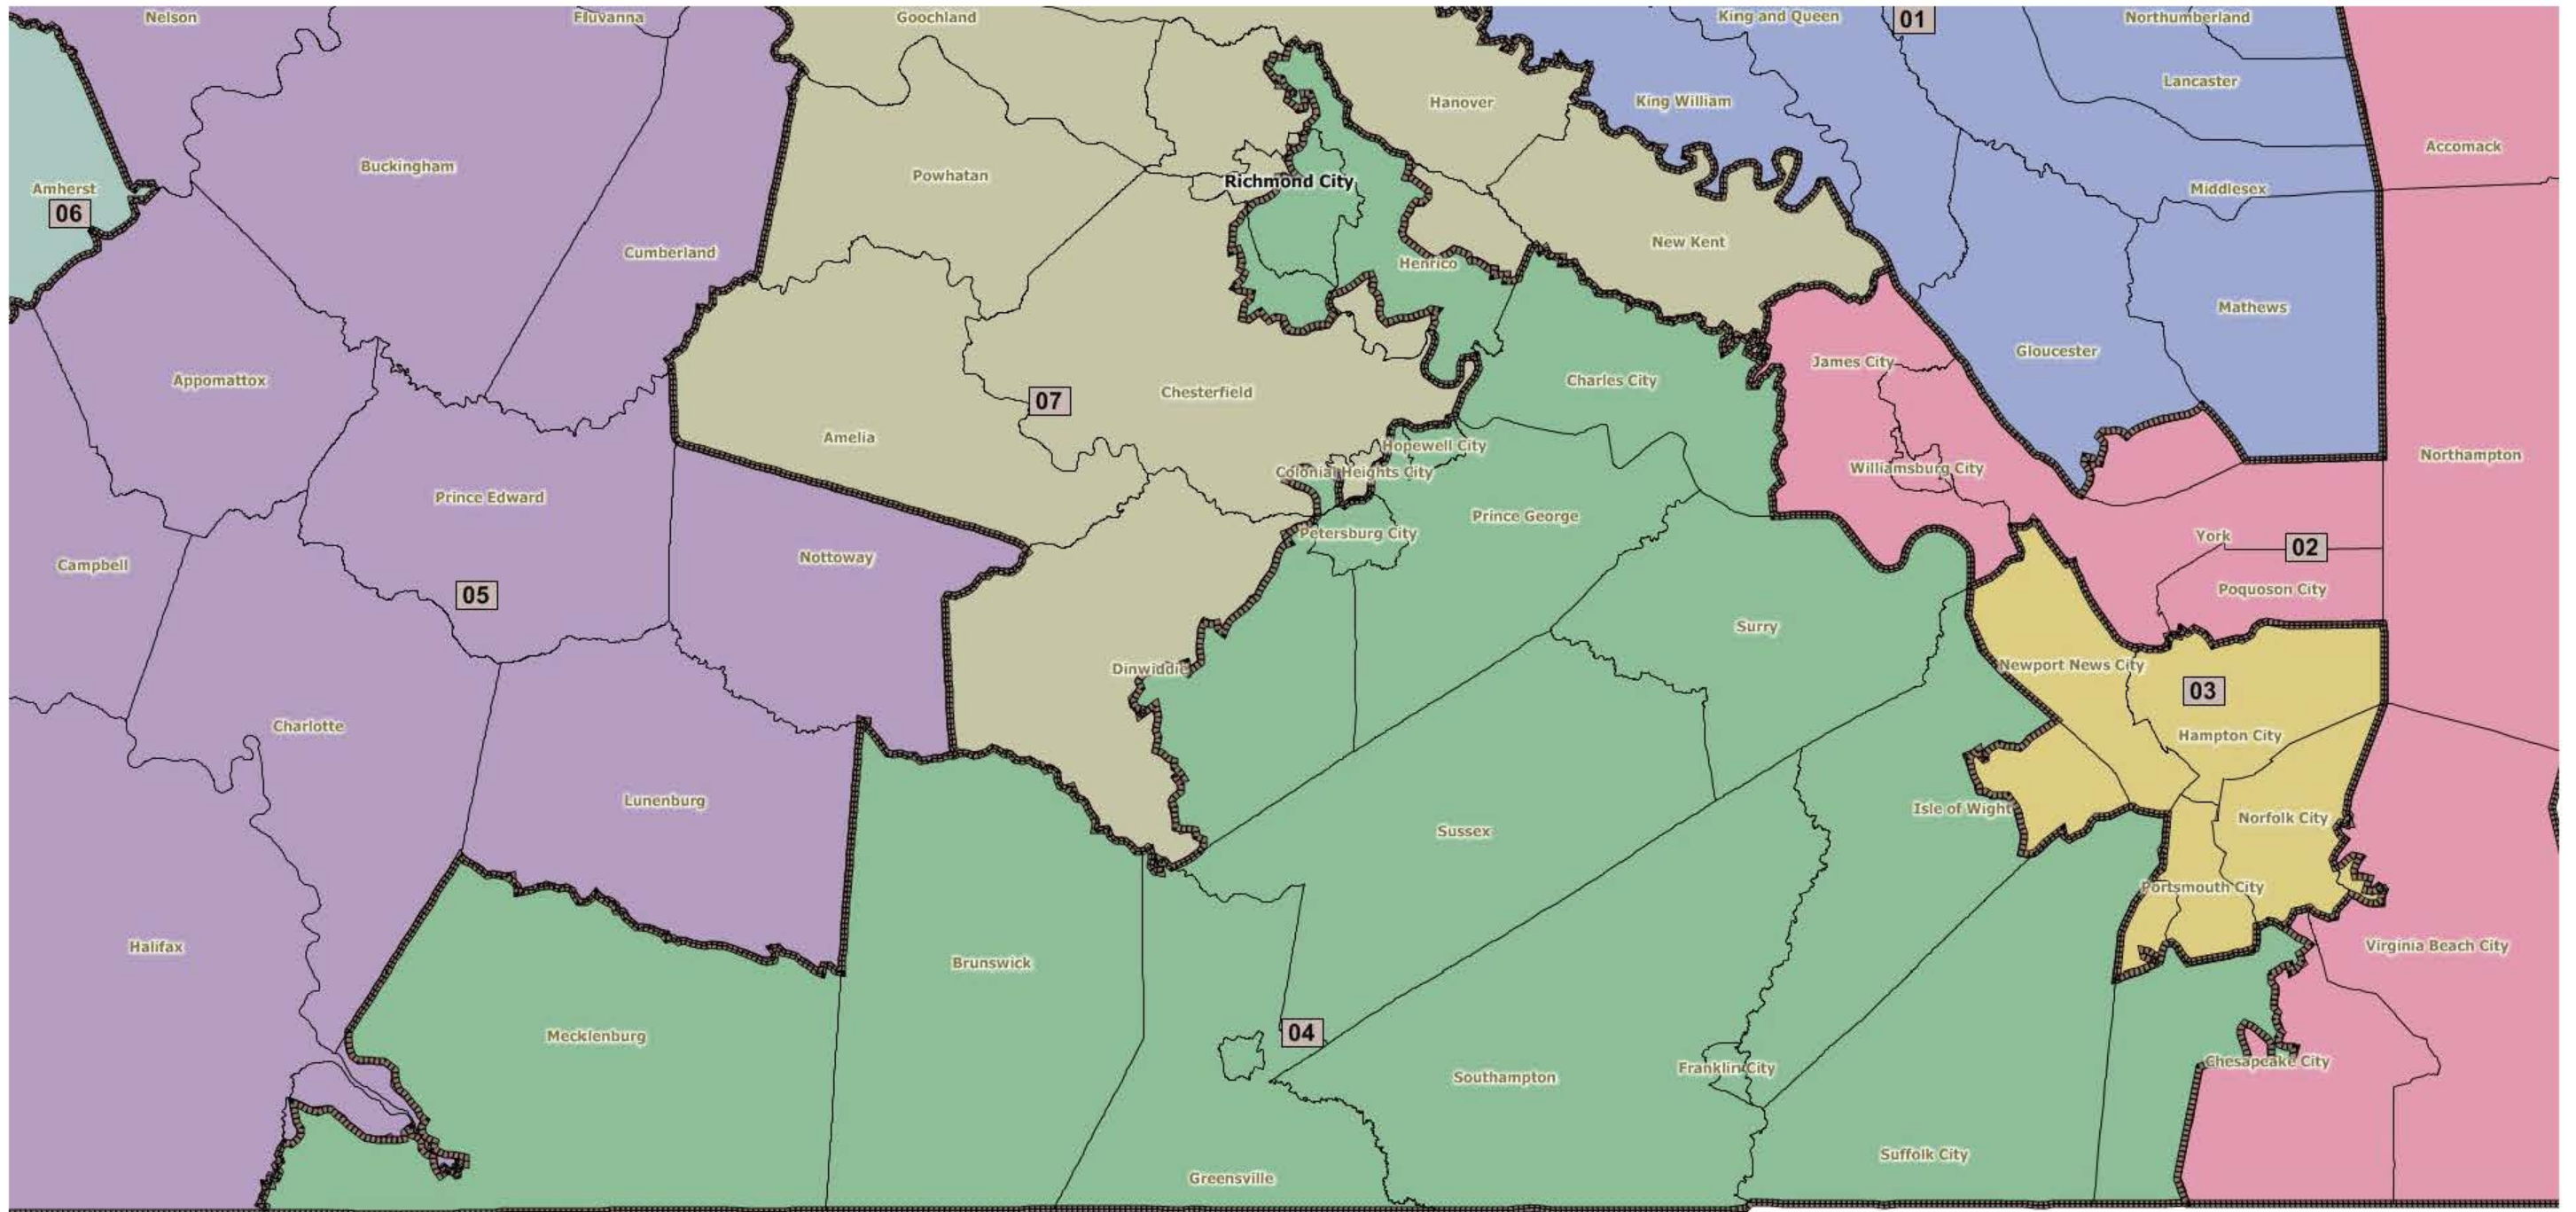 Nelson
Fluvanna
Goochland
King and Queen
01
Northumberland
Lancaster
Hanover
King William
Accomack
Buckingham
Powhatan
Richmond City
Amherst
06
Middlesex
Cumberland
New Kent
Henrico
Mathews
Gloucester
James City
Appomattox
Charles City
Chesterfield
07
Amelia
Hopewell City
Northampton
Colonial Heights City
Williamsburg City
Prince Edward
Prince George
Petersburg City
York
02
Nottoway
Campbell
Poquoson City
05
Surry
Newport News City
Dinwiddie
03
Charlotte
Hampton City
Lunenburg
Isle of Wight
Norfolk City
Sussex
Portsmouth City
Halifax
Virginia Beach City
Brunswick
Mecklenburg
04
Chesapeake City
Franklin City
Southampton
Suffolk City
Greensville